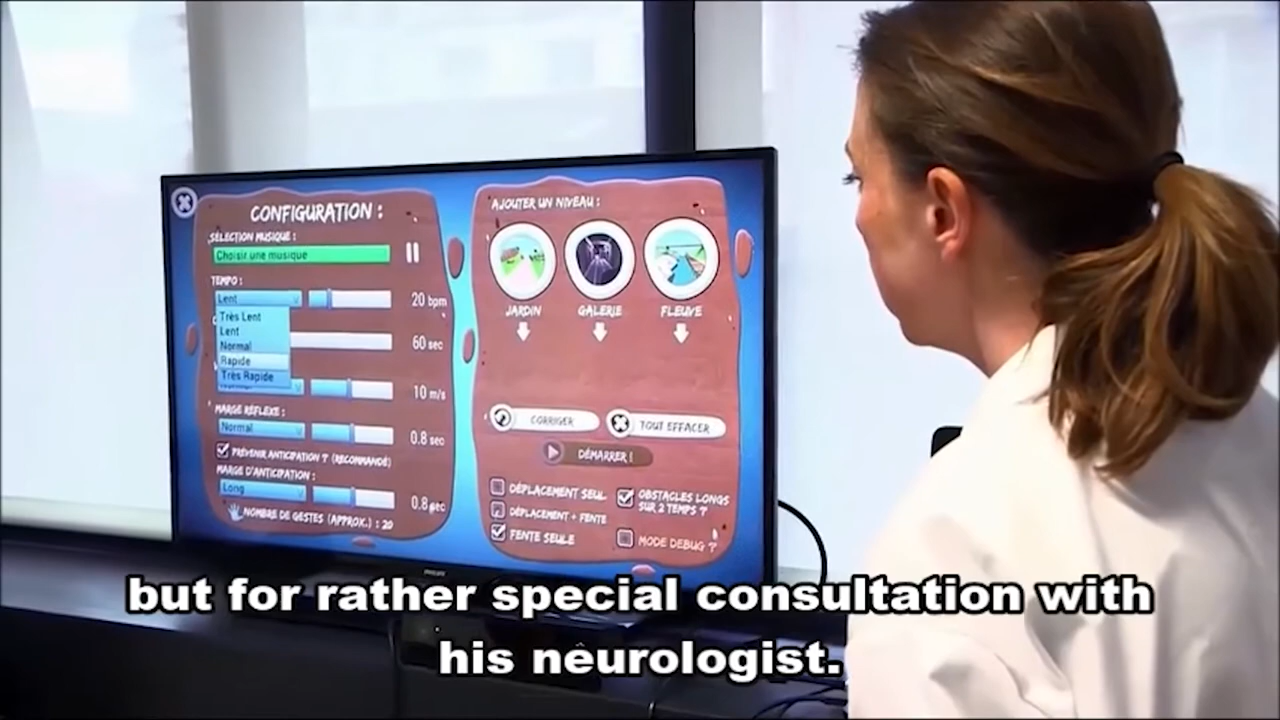 CONFIGURATION :
SÉLECTION MUSIQUE :
Choisir une musique
TEMPO :
Lent
20 bpm
Très Lent
Lent
Normal
Rapide
Très Rapide
60 sec
10 m/s
MARGE RÉFLEXE :
Normal
0.8 sec
PRÉVENIR ANTICIPATION ? (RECOMMANDÉ)
MARGE D'ANTICIPATION :
Long
0.8 sec
NOMBRE DE GESTES (APPROX.) : 20
AJOUTER UN NIVEAU :
JARDIN
GALERIE
FLEUVE
CORRIGER
TOUT EFFACER
DÉMARRER !
DÉPLACEMENT SEUL
DÉPLACEMENT + FENTE
FENTE SEULE
OBSTACLES LONGS
SUR 2 TEMPS ?
MODE DEBUG ?
PHILIPS
but for rather special consultation with
his neurologist.